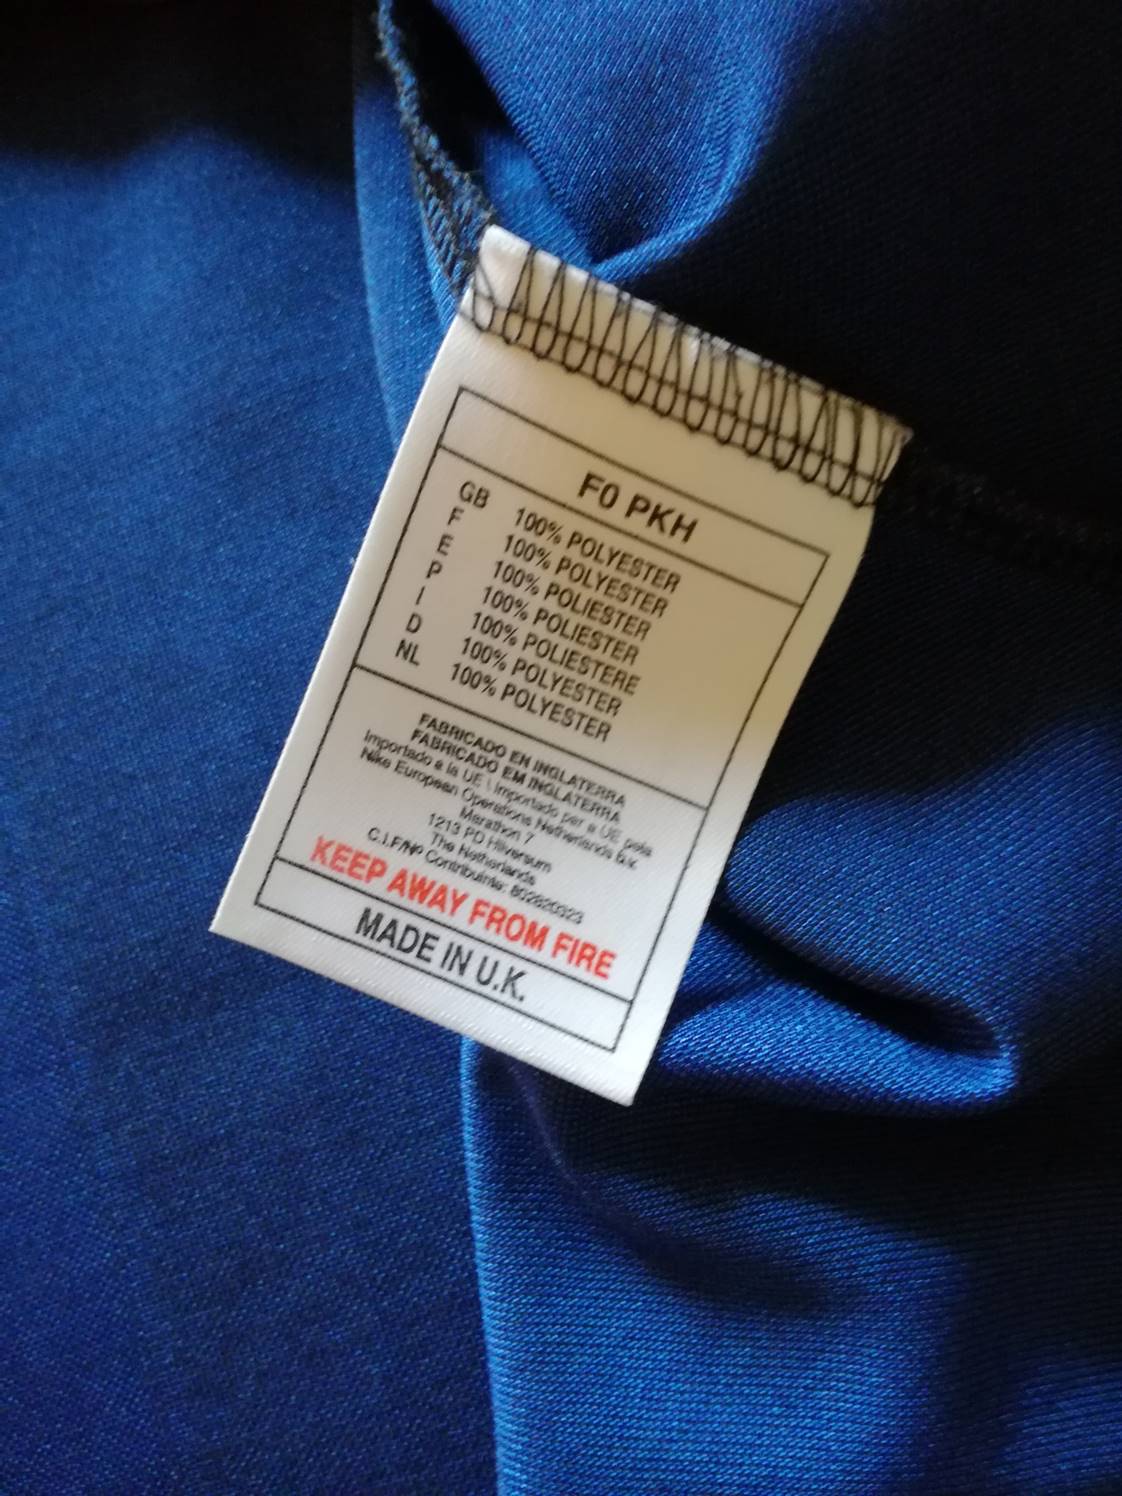 F0 PKH
GB 100% POLYESTER
F 100% POLYESTER
E 100% POLIESTER
P 100% POLIESTER
I 100% POLIESTERE
D 100% POLYESTER
NL 100% POLYESTER
FABRICADO EN INGLATERRA
FABRICADO EM INGLATERRA
Importado a la UE \ Importado par a UE pela
Nike European Operations Netherlands B.V.
Marathon 7
1213 PD Hilversum
The Netherlands
C.I.F/Nº Contribuinte: 802820323
KEEP AWAY FROM FIRE
MADE IN U.K.